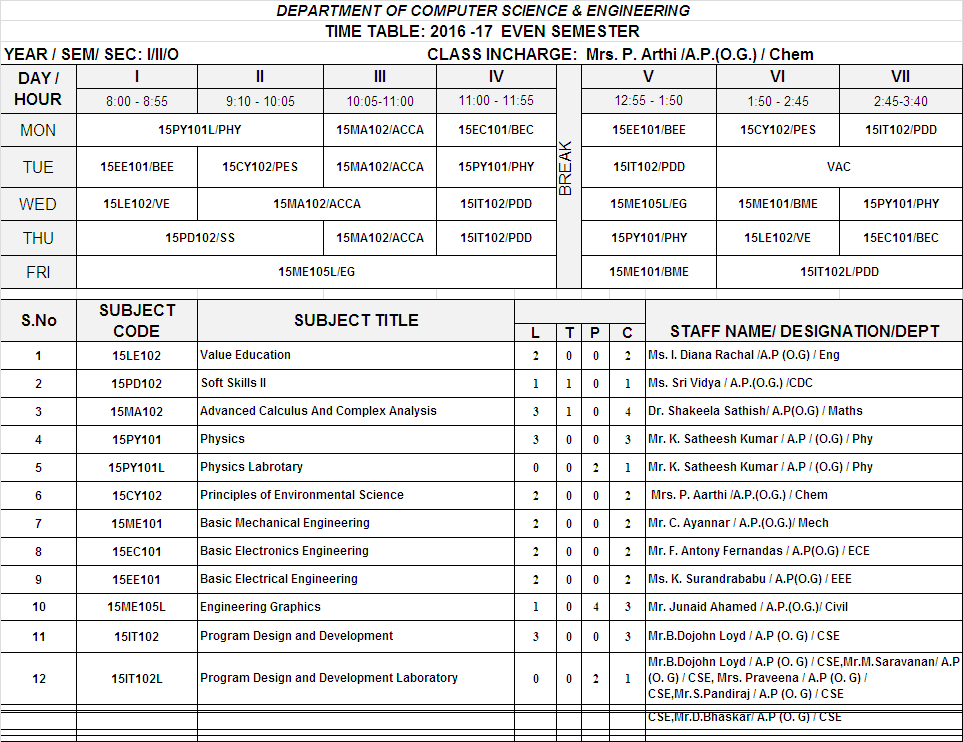 DEPARTMENT OF COMPUTER SCIENCE & ENGINEERING
TIME TABLE: 2016 -17 EVEN SEMESTER
YEAR / SEM/ SEC: I/II/O CLASS INCHARGE: Mrs. P. Arthi /A.P.(O.G.) / Chem
DAY / HOUR I II III IV BREAK V VI VII
8:00 - 8:55 9:10 - 10:05 10:05-11:00 11:00 - 11:55 12:55 - 1:50 1:50 - 2:45 2:45-3:40
MON 15PY101L/PHY 15MA102/ACCA 15EC101/BEC 15EE101/BEE 15CY102/PES 15IT102/PDD
TUE 15EE101/BEE 15CY102/PES 15MA102/ACCA 15PY101/PHY 15IT102/PDD VAC
WED 15LE102/VE 15MA102/ACCA 15IT102/PDD 15ME105L/EG 15ME101/BME 15PY101/PHY
THU 15PD102/SS 15MA102/ACCA 15IT102/PDD 15PY101/PHY 15LE102/VE 15EC101/BEC
FRI 15ME105L/EG 15ME101/BME 15IT102L/PDD
S.No SUBJECT CODE SUBJECT TITLE L T P C STAFF NAME/ DESIGNATION/DEPT
1 15LE102 Value Education 2 0 0 2 Ms. I. Diana Rachal /A.P (O.G.) / Eng
2 15PD102 Soft Skills II 1 1 0 1 Ms. Sri Vidya / A.P.(O.G.) /CDC
3 15MA102 Advanced Calculus And Complex Analysis 3 1 0 4 Dr. Shakeela Sathish/ A.P(O.G) / Maths
4 15PY101 Physics 3 0 0 3 Mr. K. Satheesh Kumar / A.P / (O.G) / Phy
5 15PY101L Physics Labrotary 0 0 2 1 Mr. K. Satheesh Kumar / A.P / (O.G) / Phy
6 15CY102 Principles of Environmental Science 2 0 0 2 Mrs. P. Aarthi /A.P.(O.G.) / Chem
7 15ME101 Basic Mechanical Engineering 2 0 0 2 Mr. C. Ayannar / A.P.(O.G.)/ Mech
8 15EC101 Basic Electronics Engineering 2 0 0 2 Mr. F. Antony Fernandas / A.P(O.G) / ECE
9 15EE101 Basic Electrical Engineering 2 0 0 2 Ms. K. Surandrababu / A.P(O.G) / EEE
10 15ME105L Engineering Graphics 1 0 4 3 Mr. Junaid Ahamed / A.P.(O.G.)/ Civil
11 15IT102 Program Design and Development 3 0 0 3 Mr.B.Dojohn Loyd / A.P (O. G) / CSE
12 15IT102L Program Design and Development Laboratory 0 0 2 1 Mr.B.Dojohn Loyd / A.P (O. G) / CSE,Mr.M.Saravanan/ A.P
(O. G) / CSE, Mrs. Praveena / A.P (O. G) /
CSE,Mr.S.Pandiraj / A.P (O. G) / CSE
CSE,Mr.D.Bhaskar/ A.P (O. G) / CSE